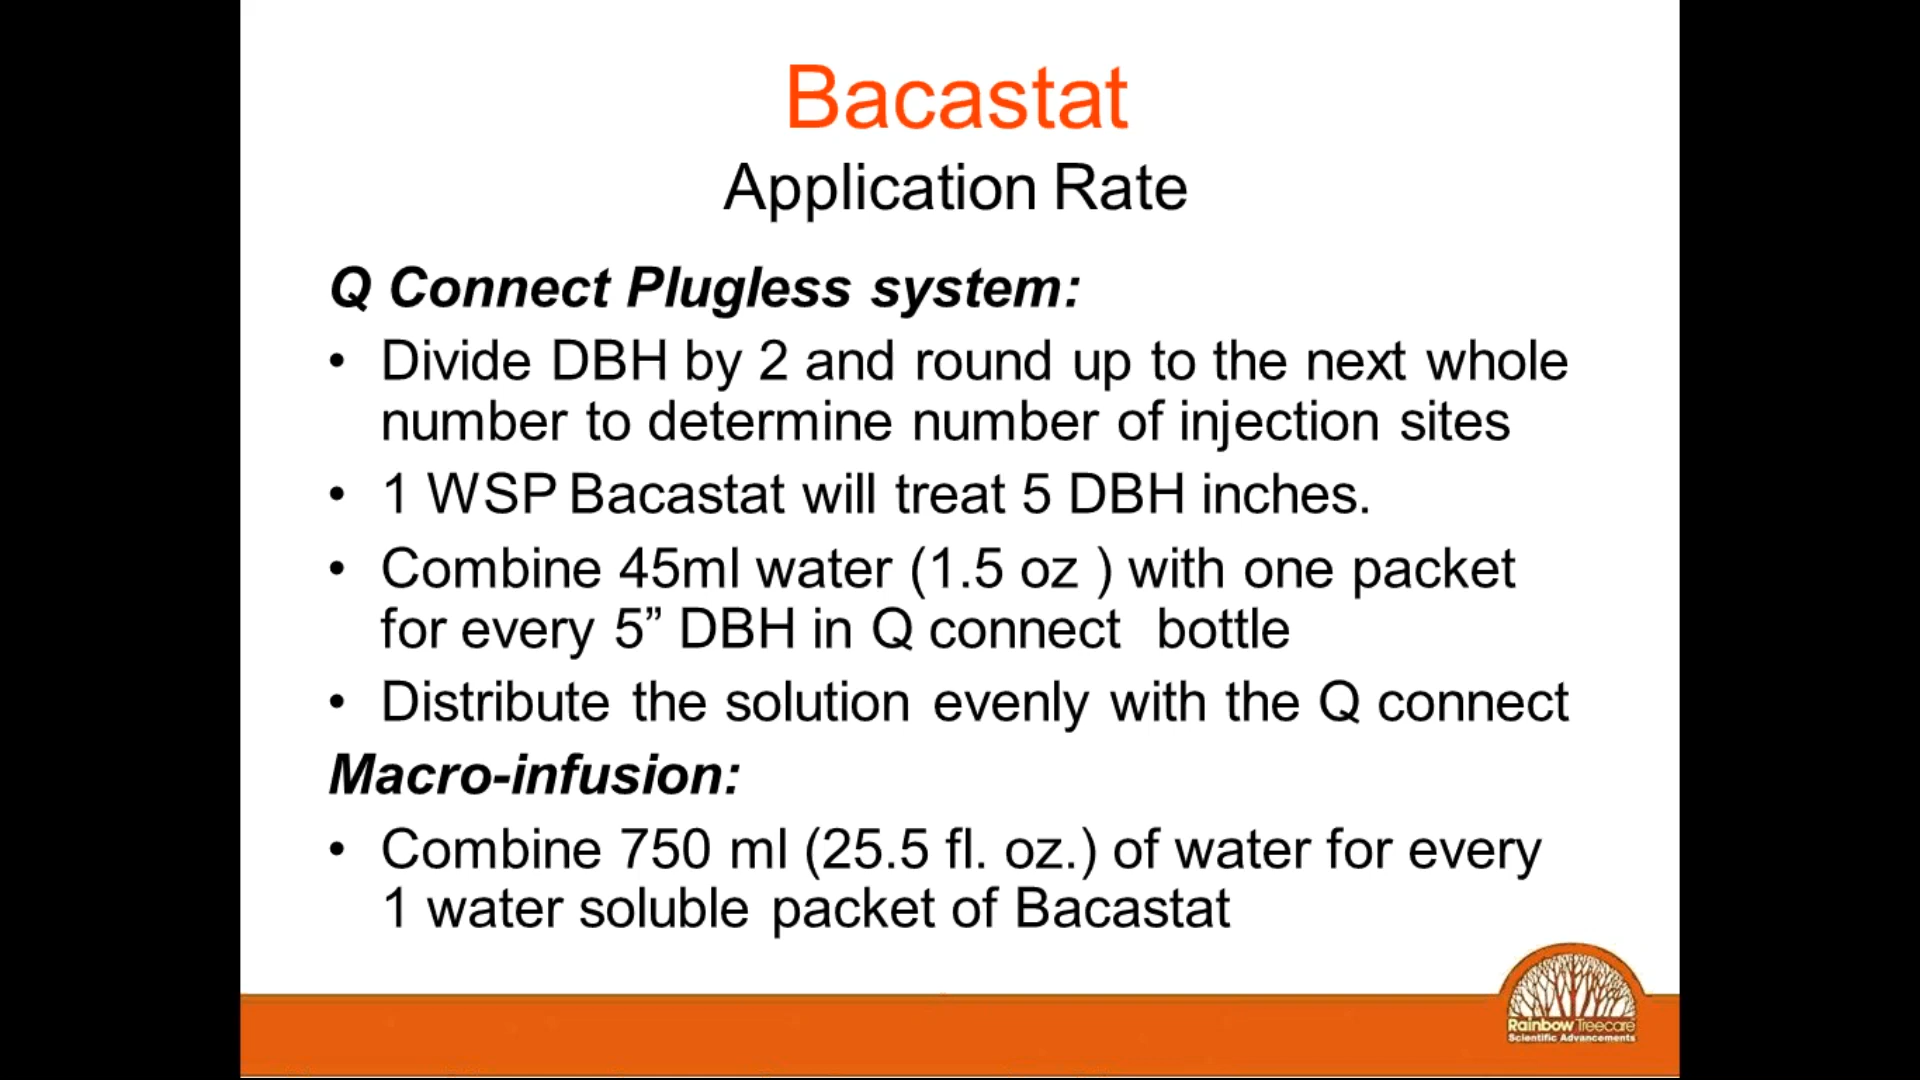 Bacastat
Application Rate
Q Connect Plugless system:
• Divide DBH by 2 and round up to the next whole
number to determine number of injection sites
• 1 WSP Bacastat will treat 5 DBH inches.
• Combine 45ml water (1.5 oz ) with one packet
for every 5” DBH in Q connect bottle
• Distribute the solution evenly with the Q connect
Macro-infusion:
• Combine 750 ml (25.5 fl. oz.) of water for every
1 water soluble packet of Bacastat
Rainbow Treecare
Scientific Advancements